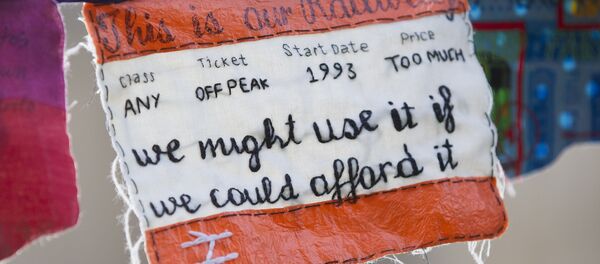 This is our Railway
Class Ticket Start Date Price
ANY OFF PEAK 1993 TOO MUCH
we might use it if
we could afford it